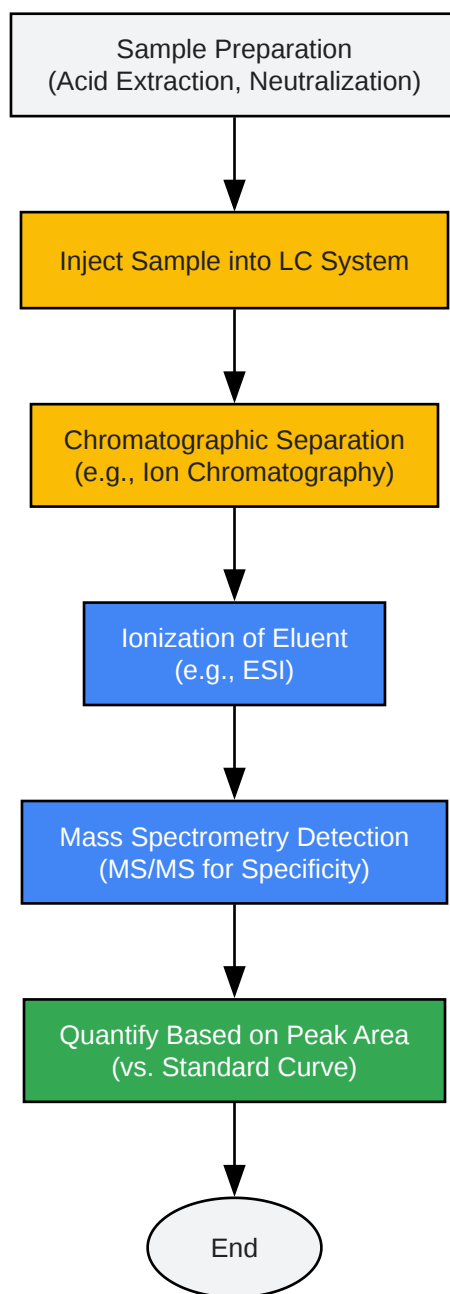 Sample Preparation
(Acid Extraction, Neutralization)
Inject Sample into LC System
Chromatographic Separation
(e.g., Ion Chromatography)
Ionization of Eluent
(e.g., ESI)
Mass Spectrometry Detection
(MS/MS for Specificity)
Quantify Based on Peak Area
(vs. Standard Curve)
End